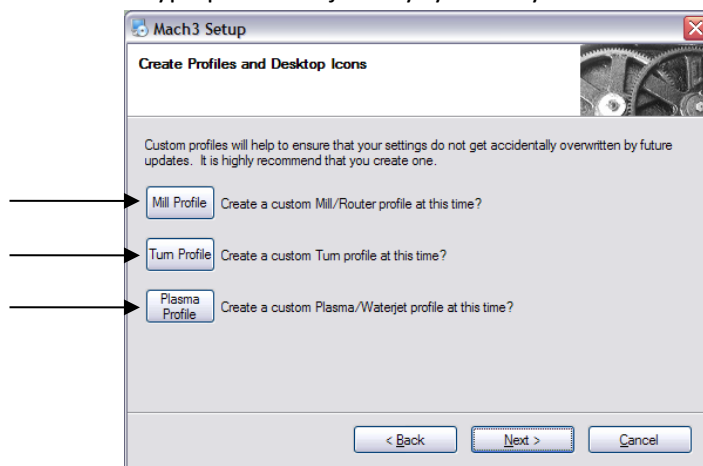 Mach3 Setup
Create Profiles and Desktop Icons
Custom profiles will help to ensure that your settings do not get accidentally overwritten by future
updates. It is highly recommended that you create one.
Mill Profile Create a custom Mill/Router profile at this time?
Turn Profile Create a custom Turn profile at this time?
Plasma
Profile Create a custom Plasma/Waterjet profile at this time?
< Back Next > Cancel